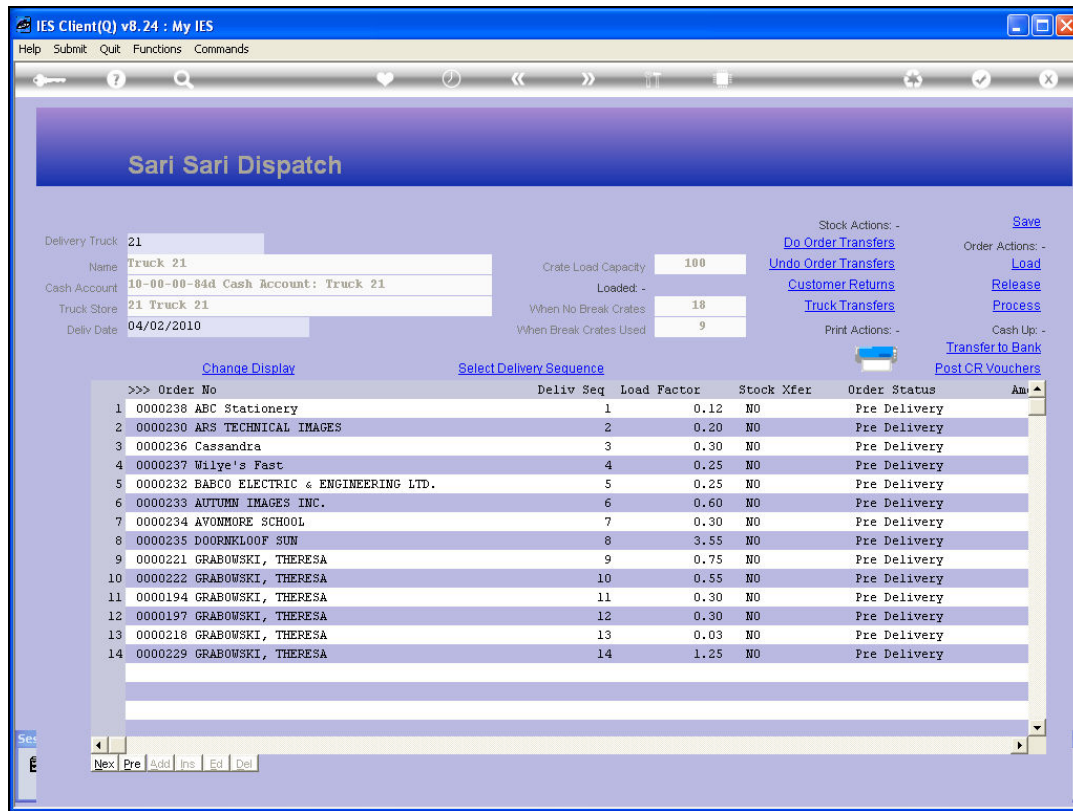 IES Client(Q) v8.24 : My IES
Help Submit Quit Functions Commands
Sari Sari Dispatch
Stock Actions: - Save
Delivery Truck 21 Do Order Transfers Order Actions: -
Name Truck 21 Crate Load Capacity 100 Undo Order Transfers Load
Cash Account 10-00-00-84d Cash Account: Truck 21 Loaded: - Customer Returns Release
Truck Store 21 Truck 21 When No Break Crates 18 Truck Transfers Process
Deliv Date 04/02/2010 When Break Crates Used 9 Print Actions: - Cash Up: -
Transfer to Bank
Change Display Select Delivery Sequence Post CR Vouchers
>>> Order No Deliv Seq Load Factor Stock Xfer Order Status
1 0000238 ABC Stationery 1 0.12 NO Pre Delivery
2 0000230 ARS TECHNICAL IMAGES 2 0.20 NO Pre Delivery
3 0000236 Cassandra 3 0.30 NO Pre Delivery
4 0000237 Wilye's Fast 4 0.25 NO Pre Delivery
5 0000232 BABCO ELECTRIC & ENGINEERING LTD. 5 0.25 NO Pre Delivery
6 0000233 AUTUMN IMAGES INC. 6 0.60 NO Pre Delivery
7 0000234 AVONMORE SCHOOL 7 0.30 NO Pre Delivery
8 0000235 DOORNKLOOF SUN 8 3.55 NO Pre Delivery
9 0000221 GRABOWSKI, THERESA 9 0.75 NO Pre Delivery
10 0000222 GRABOWSKI, THERESA 10 0.55 NO Pre Delivery
11 0000194 GRABOWSKI, THERESA 11 0.30 NO Pre Delivery
12 0000197 GRABOWSKI, THERESA 12 0.30 NO Pre Delivery
13 0000218 GRABOWSKI, THERESA 13 0.03 NO Pre Delivery
14 0000229 GRABOWSKI, THERESA 14 1.25 NO Pre Delivery
Ses
Nex Pre Add Ins Ed Del